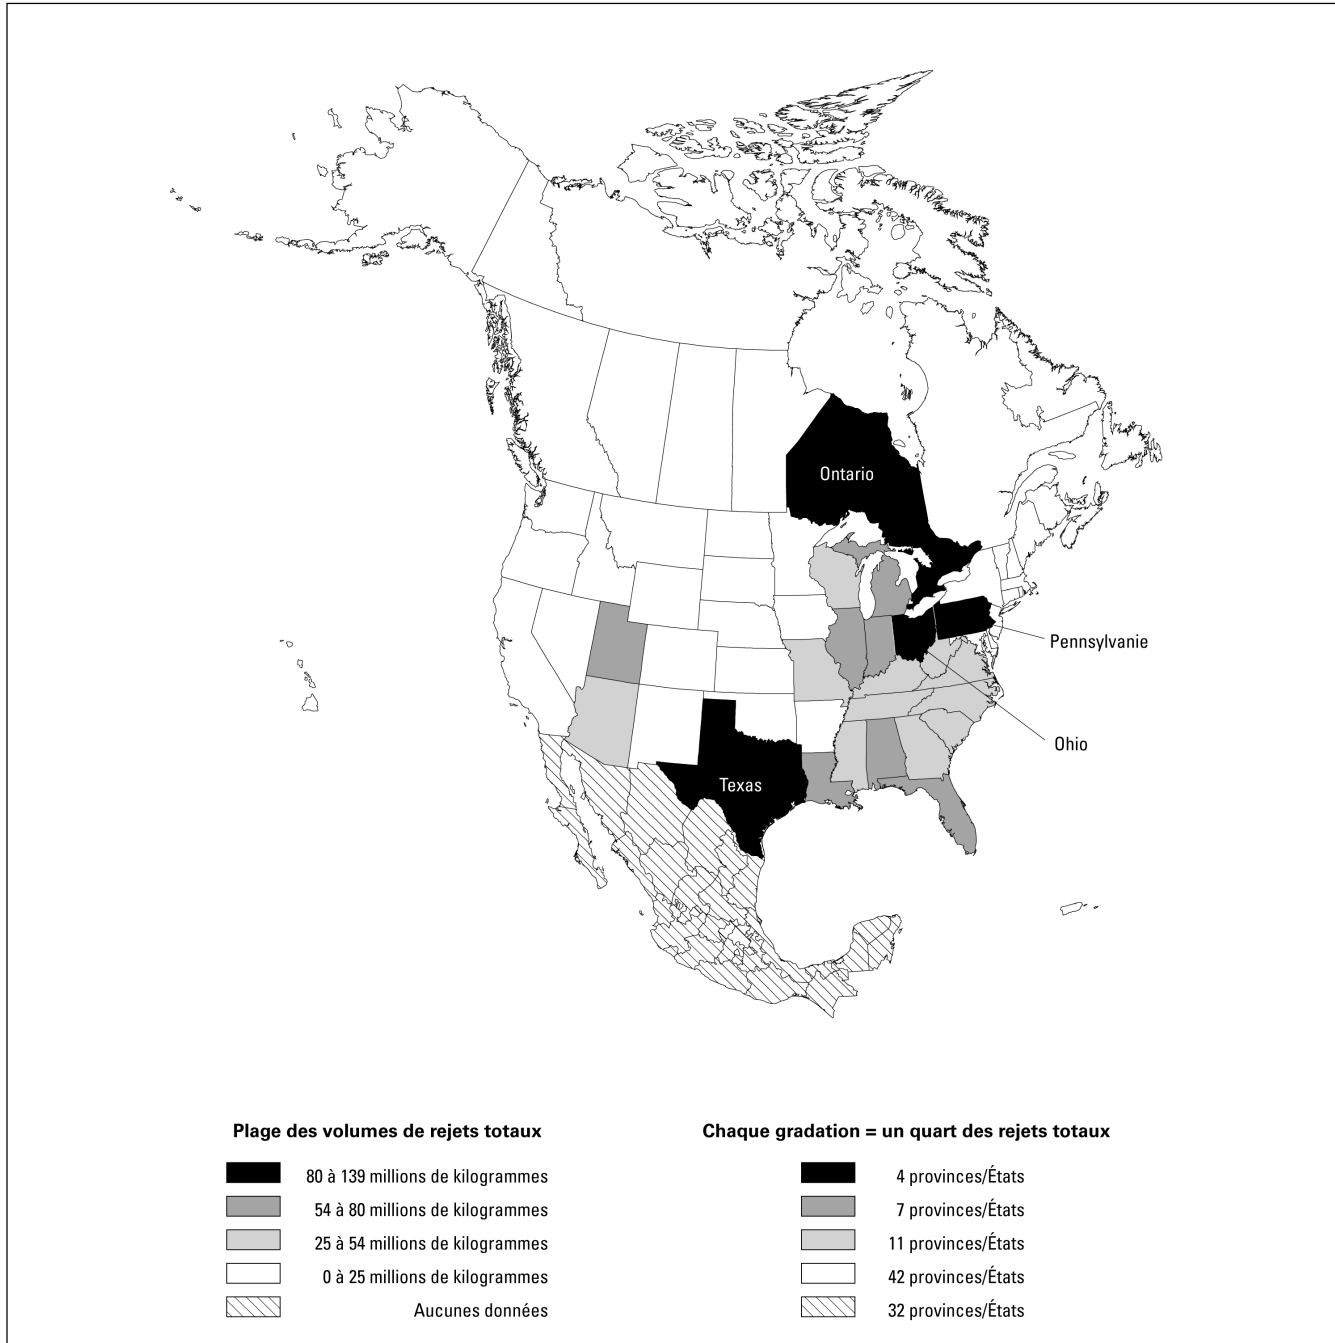 Ontario
Pennsylvanie
Ohio
Texas
Plage des volumes de rejets totaux
80 à 139 millions de kilogrammes
54 à 80 millions de kilogrammes
25 à 54 millions de kilogrammes
0 à 25 millions de kilogrammes
Aucunes données
Chaque gradation = un quart des rejets totaux
4 provinces/États
7 provinces/États
11 provinces/États
42 provinces/États
32 provinces/États